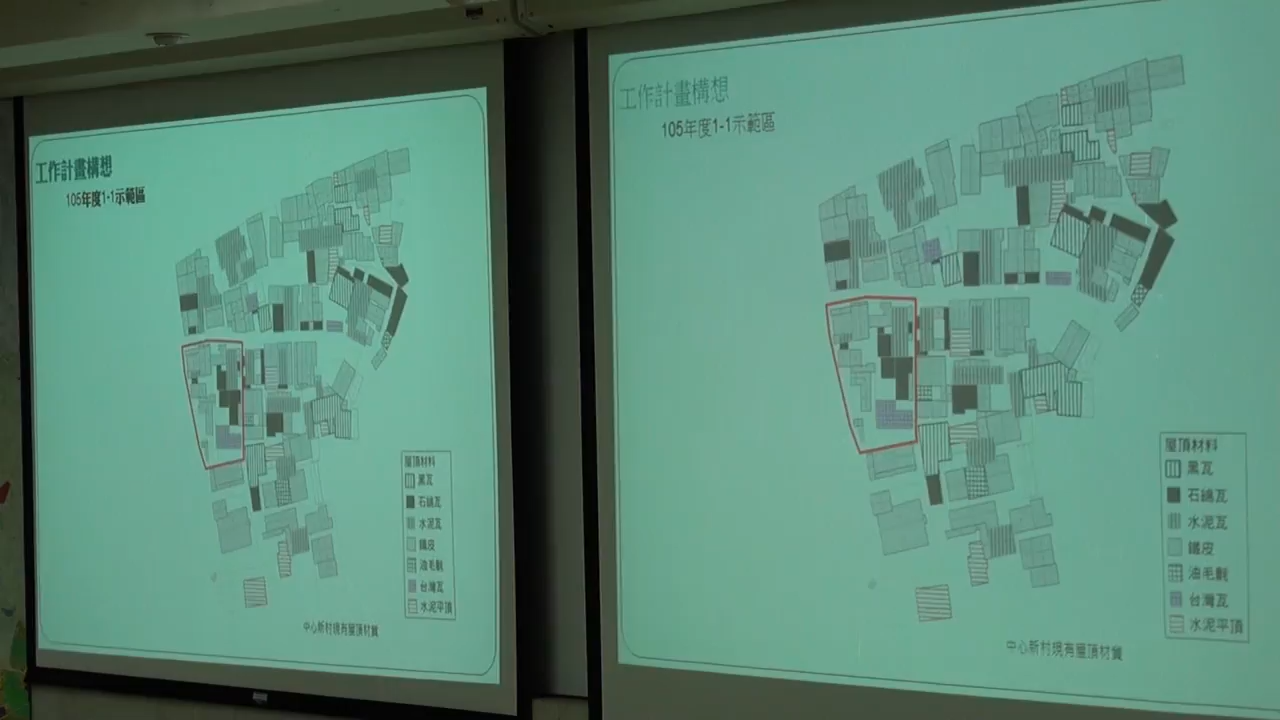 工作計畫構想
105年度1-1示範區
屋頂材料
黑瓦
石綿瓦
水泥瓦
鐵皮
油毛氈
台灣瓦
水泥平頂
中心新村現有屋頂材質
工作計畫構想
105年度1-1示範區
屋頂材料
黑瓦
石綿瓦
水泥瓦
鐵皮
油毛氈
台灣瓦
水泥平頂
中心新村現有屋頂材質